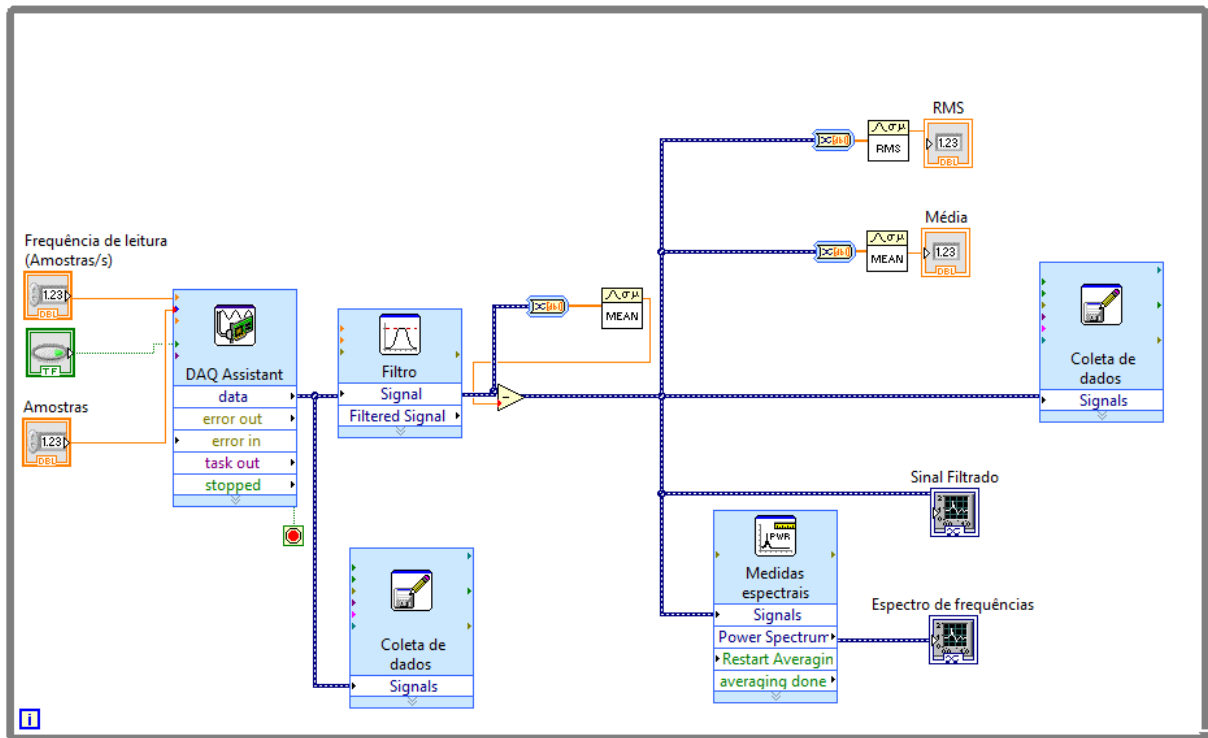 RMS
RMS
1.23
DBL
Média
MEAN
1.23
DBL
Frequência de leitura
(Amostras/s)
1.23
DBL
TF
Amostras
1.23
DBL
DAQ Assistant
data
error out
error in
task out
stopped
Filtro
Signal
Filtered Signal
MEAN
Coleta de
dados
Signals
Coleta de
dados
Signals
Sinal Filtrado
PWR
Medidas
espectrais
Signals
Power Spectrum
Restart Averagin
averaging done
Espectro de frequências
i